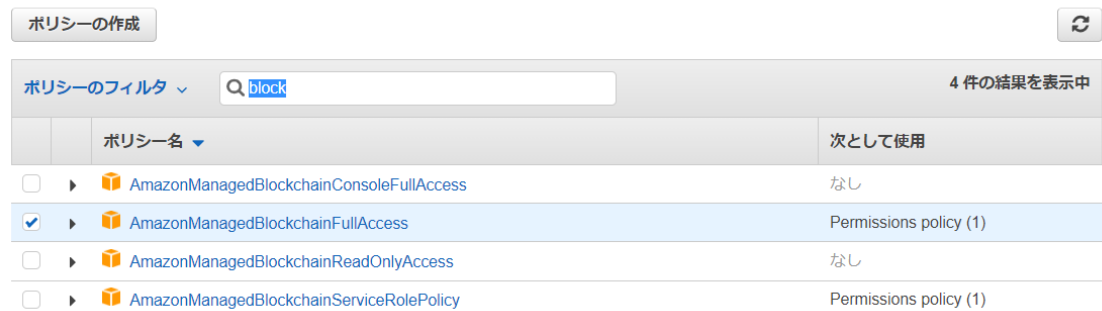 ポリシーの作成
ポリシーのフィルタ block 4 件の結果を表示中
ポリシー名 次として使用
AmazonManagedBlockchainConsoleFullAccess なし
AmazonManagedBlockchainFullAccess Permissions policy (1)
AmazonManagedBlockchainReadOnlyAccess なし
AmazonManagedBlockchainServiceRolePolicy Permissions policy (1)